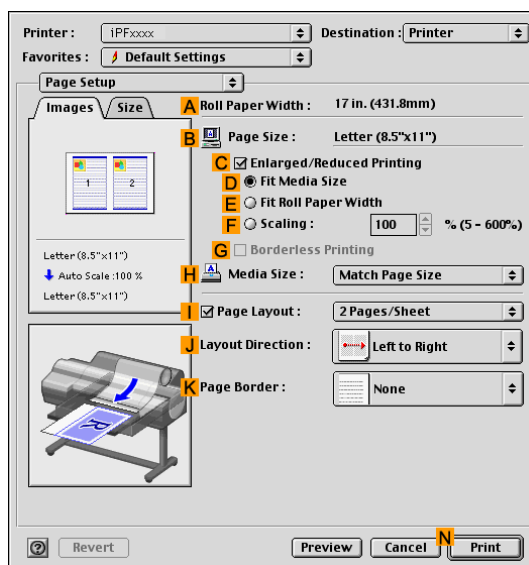 Printer : iPFxxxx Destination : Printer
Favorites : Default Settings
Page Setup
Images Size
A Roll Paper Width : 17 in. (431.8mm)
B Page Size : Letter (8.5"x11")
C Enlarged/Reduced Printing
D Fit Media Size
E Fit Roll Paper Width
F Scaling : 100 % (5 - 600%)
G Borderless Printing
H Media Size : Match Page Size
I Page Layout : 2 Pages/Sheet
J Layout Direction : Left to Right
K Page Border : None
1 2
Letter (8.5"x11")
Auto Scale :100 %
Letter (8.5"x11")
R
? Revert Preview Cancel N Print